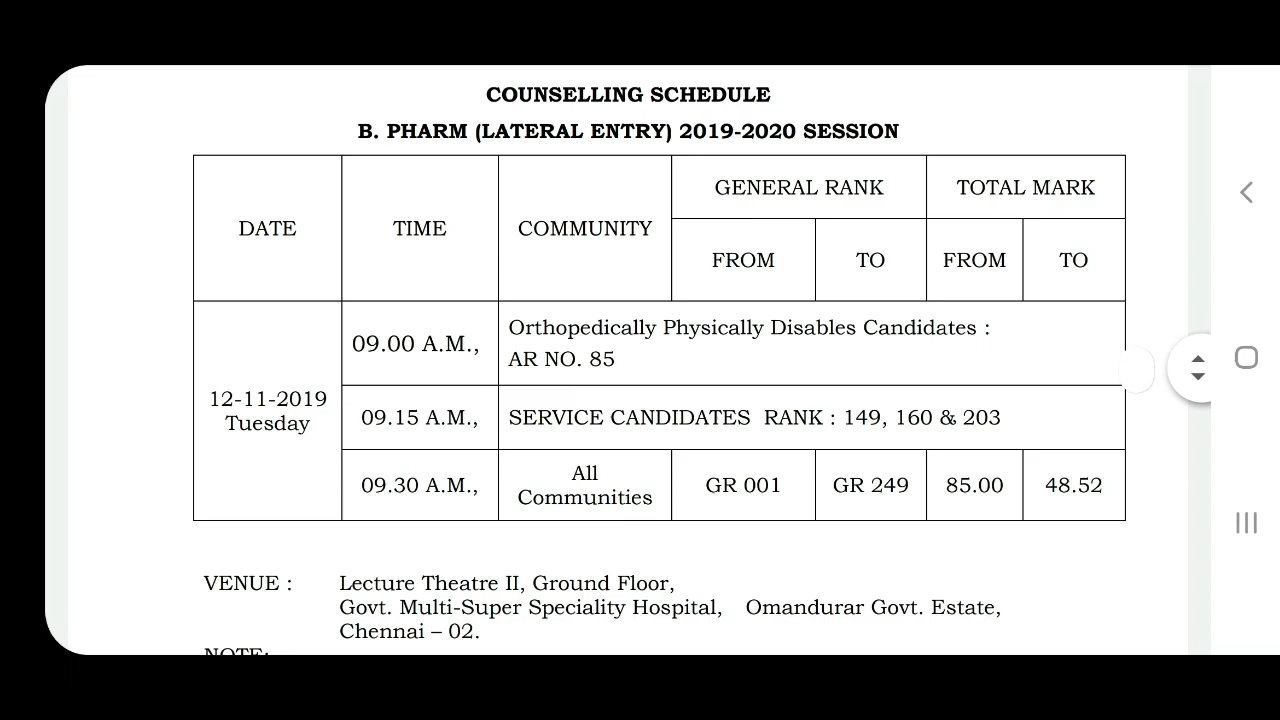 COUNSELLING SCHEDULE
B. PHARM (LATERAL ENTRY) 2019-2020 SESSION
DATE
TIME
COMMUNITY
GENERAL RANK
TOTAL MARK
FROM
TO
FROM
TO
12-11-2019
Tuesday
09.00 A.M.,
Orthopedically Physically Disables Candidates :
AR NO. 85
09.15 A.M.,
SERVICE CANDIDATES RANK : 149, 160 & 203
09.30 A.M.,
All
Communities
GR 001
GR 249
85.00
48.52
VENUE : Lecture Theatre II, Ground Floor,
Govt. Multi-Super Speciality Hospital, Omandurar Govt. Estate,
Chennai – 02.
NOTE: